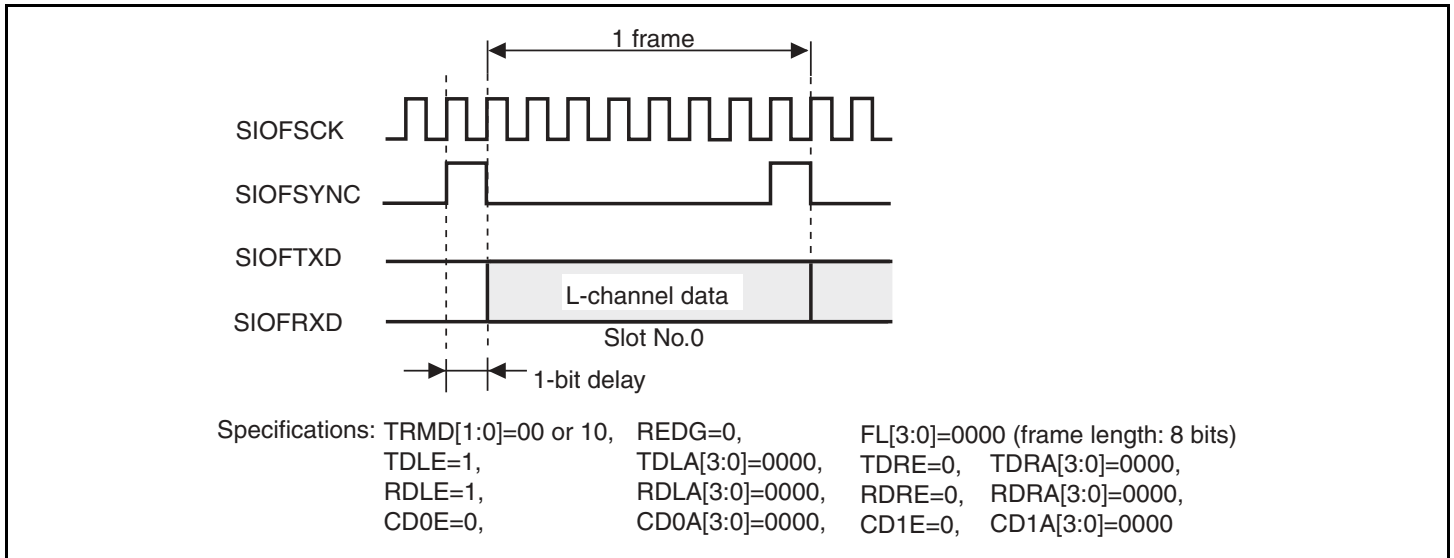 1 frame
SIOFSCK
SIOFSYNC
SIOFTXD
L-channel data
SIOFRXD
Slot No.0
1-bit delay
Specifications: TRMD[1:0]=00 or 10, REDG=0, FL[3:0]=0000 (frame length: 8 bits)
TDLE=1, TDLA[3:0]=0000, TDRE=0, TDRA[3:0]=0000,
RDLE=1, RDLA[3:0]=0000, RDRE=0, RDRA[3:0]=0000,
CD0E=0, CD0A[3:0]=0000, CD1E=0, CD1A[3:0]=0000